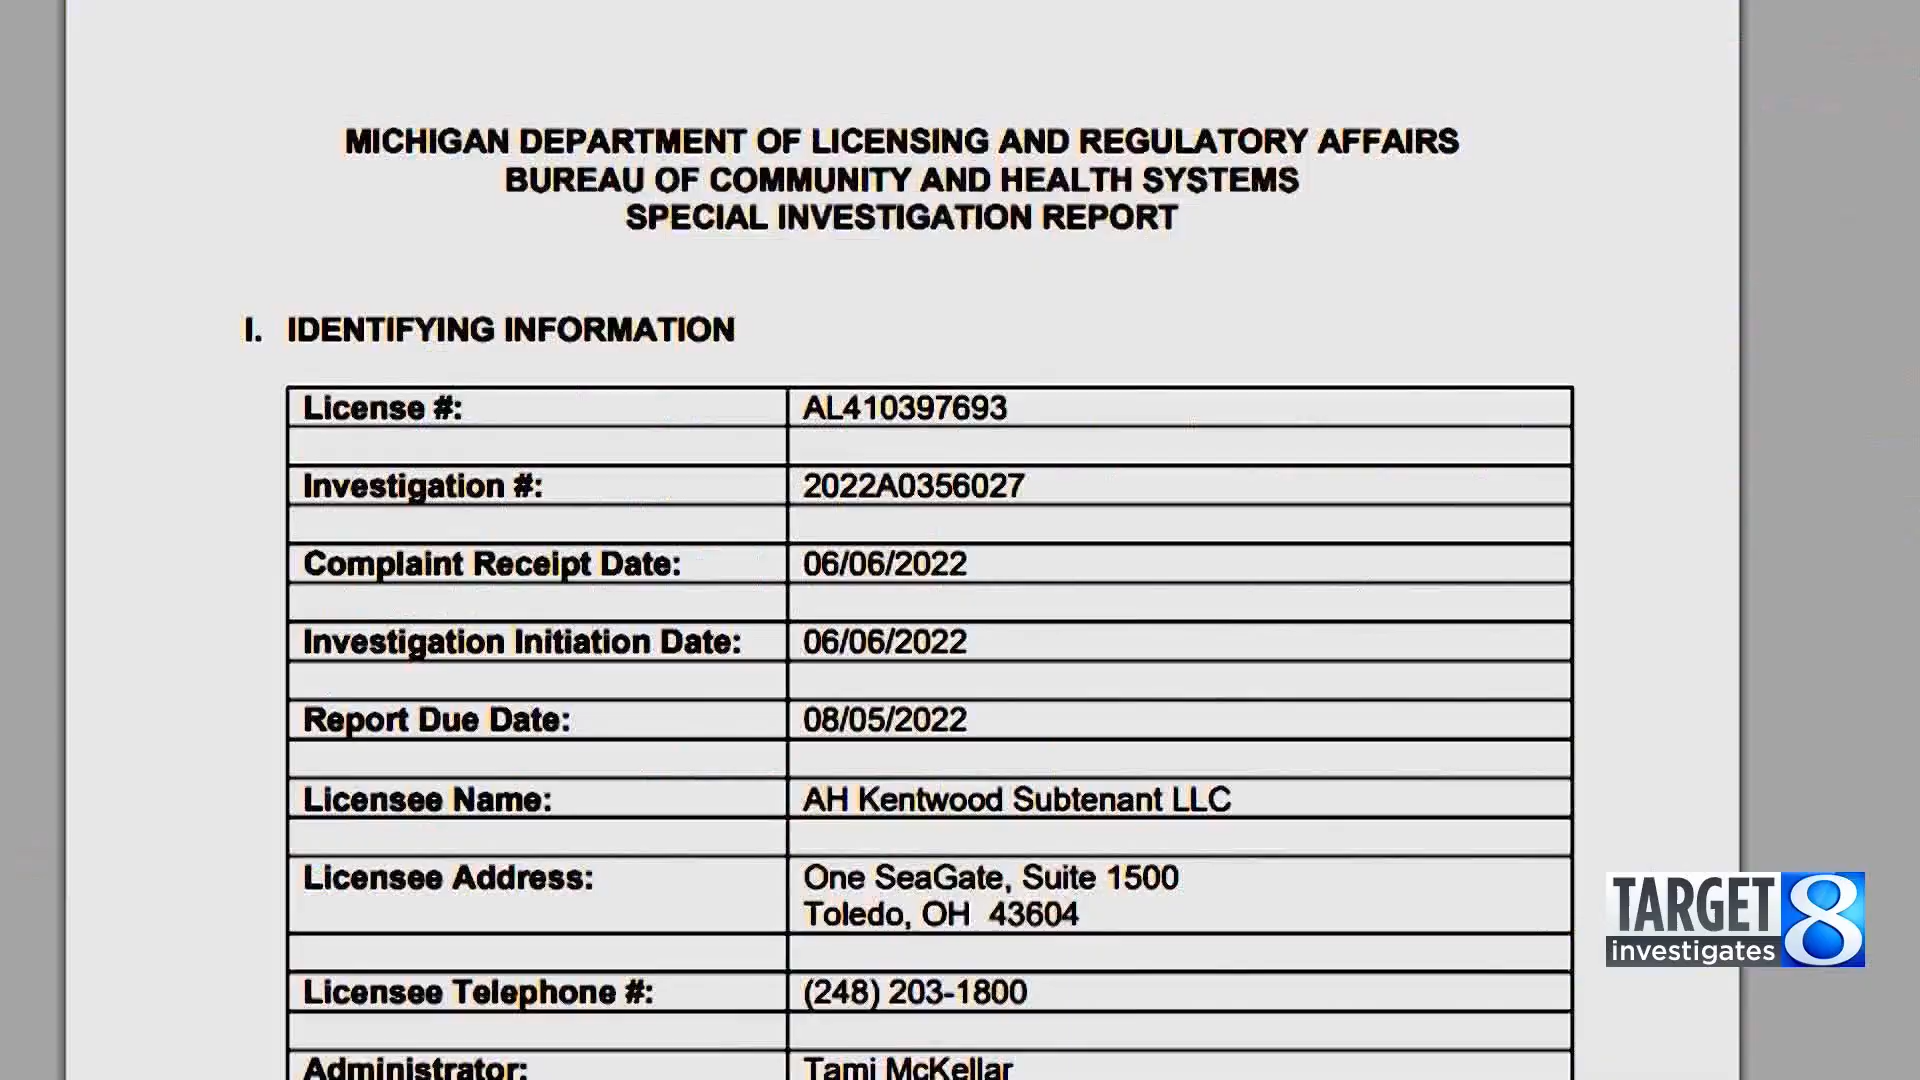 MICHIGAN DEPARTMENT OF LICENSING AND REGULATORY AFFAIRS
BUREAU OF COMMUNITY AND HEALTH SYSTEMS
SPECIAL INVESTIGATION REPORT
I. IDENTIFYING INFORMATION
License #: AL410397693
Investigation #: 2022A0356027
Complaint Receipt Date: 06/06/2022
Investigation Initiation Date: 06/06/2022
Report Due Date: 08/05/2022
Licensee Name: AH Kentwood Subtenant LLC
Licensee Address: One SeaGate, Suite 1500
Toledo, OH 43604
Licensee Telephone #: (248) 203-1800
Administrator: Tami McKellar
TARGET 8
investigates